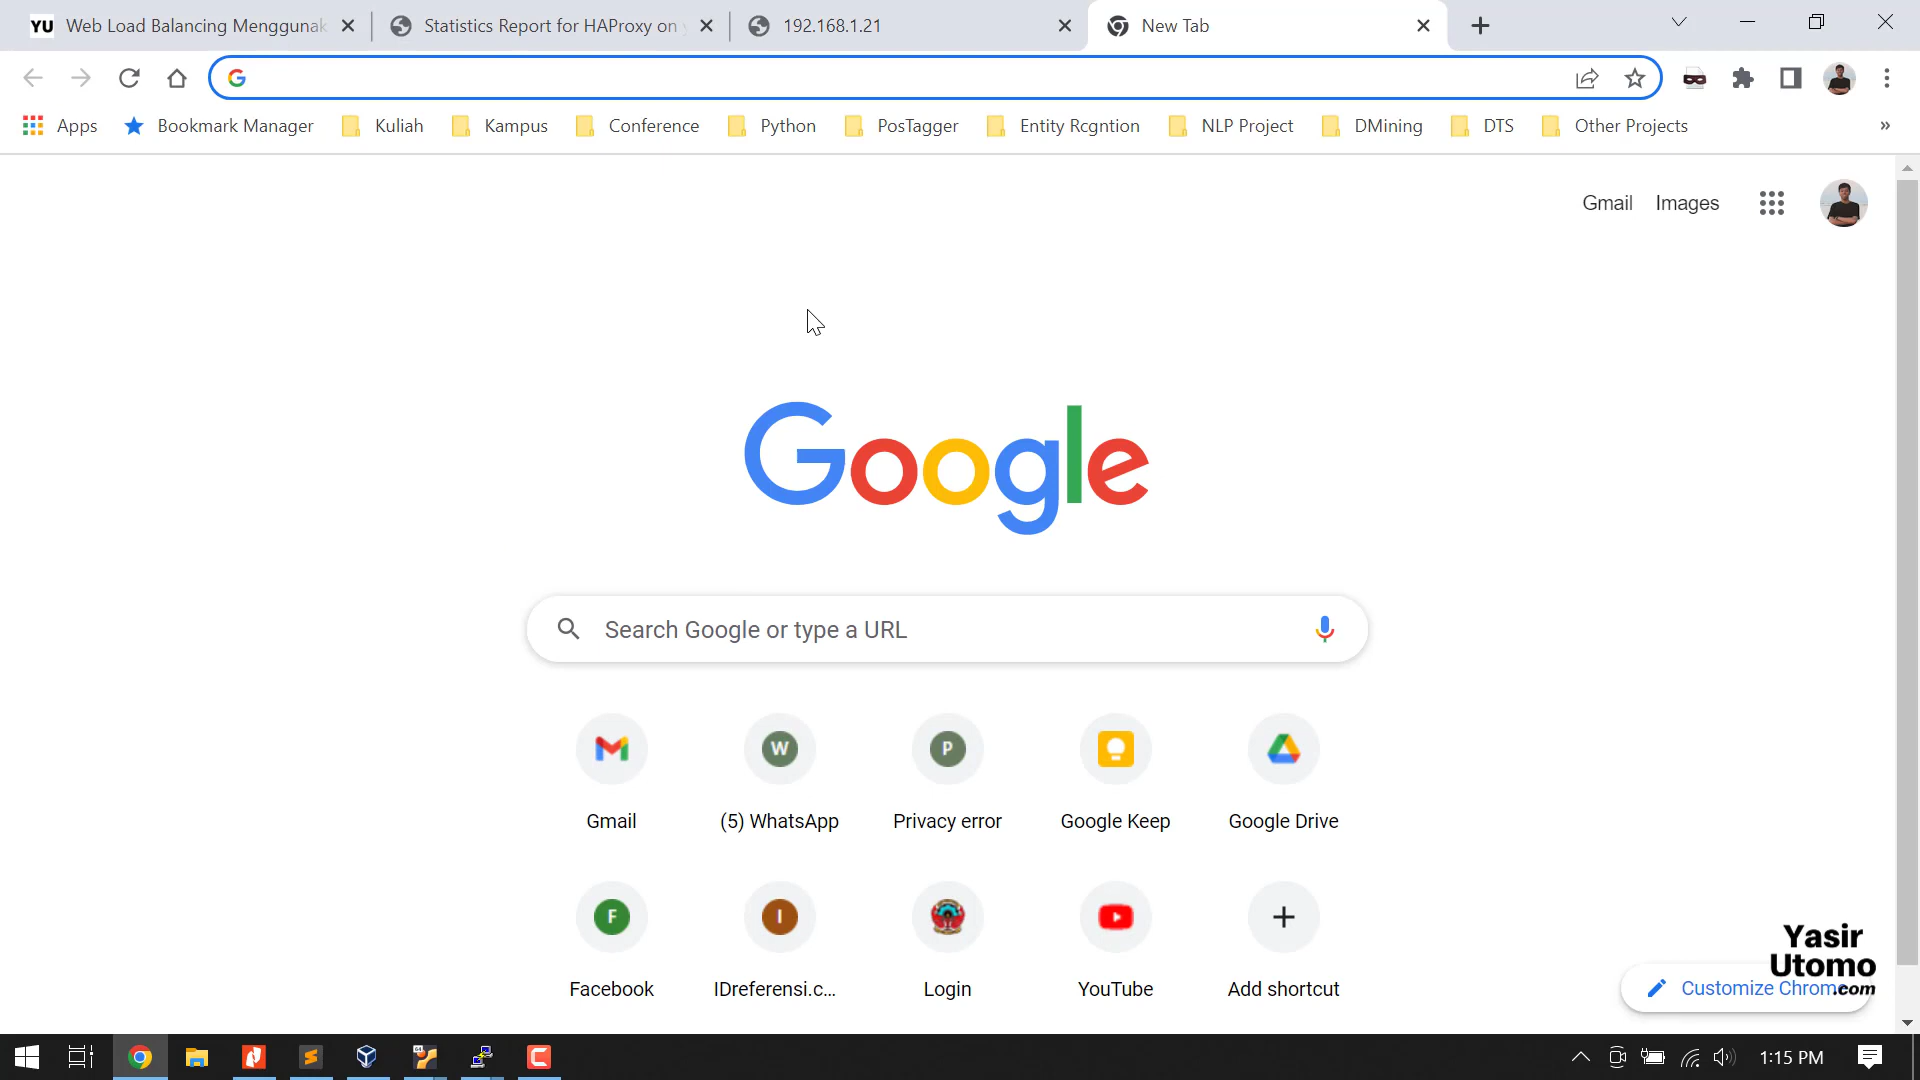 YU Web Load Balancing Menggunak
Statistics Report for HAProxy on y
192.168.1.21
New Tab
Apps
Bookmark Manager
Kuliah
Kampus
Conference
Python
PosTagger
Entity Rcgntion
NLP Project
DMining
DTS
Other Projects
»
Gmail
Images
Google
Search Google or type a URL
W
P
Gmail
(5) WhatsApp
Privacy error
Google Keep
Google Drive
F
I
Facebook
IDreferensi.c...
Login
YouTube
Add shortcut
Yasir
Utomo
.com
Customize Chrom
1:15 PM